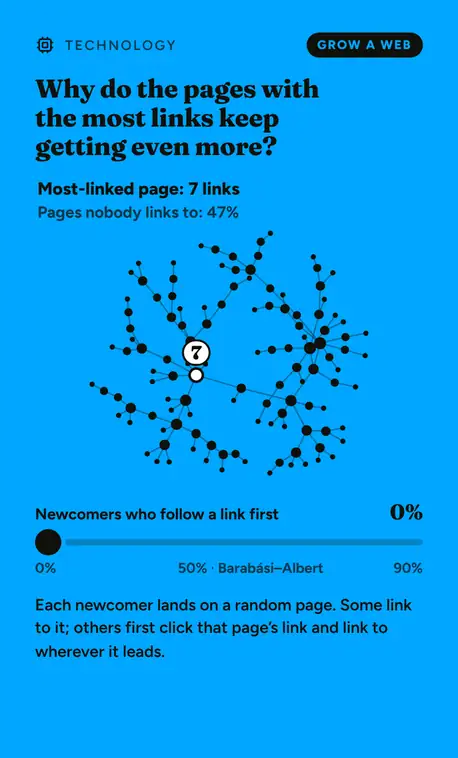 TECHNOLOGY
GROW A WEB
Why do the pages with
the most links keep
getting even more?
Most-linked page: 7 links
Pages nobody links to: 47%
7
Newcomers who follow a link first
0%
0%
50% · Barabási–Albert
90%
Each newcomer lands on a random page. Some link
to it; others first click that page’s link and link to
wherever it leads.